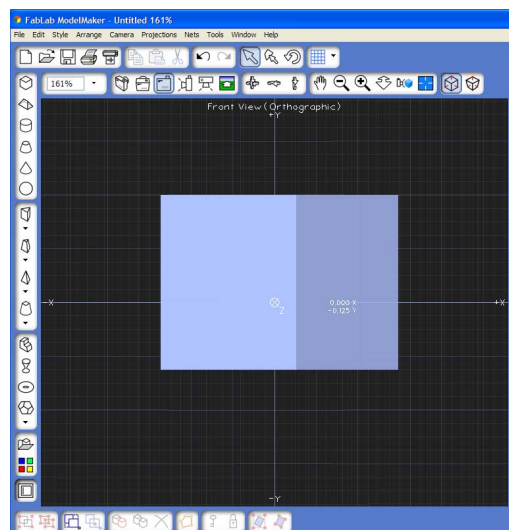 FabLab ModelMaker - Untitled 161%
File Edit Style Arrange Camera Projections Nets Tools Window Help
161%
Front View (Orthographic)
+Y
-X
+X
Z
0.000 X
-0.125 Y
-Y